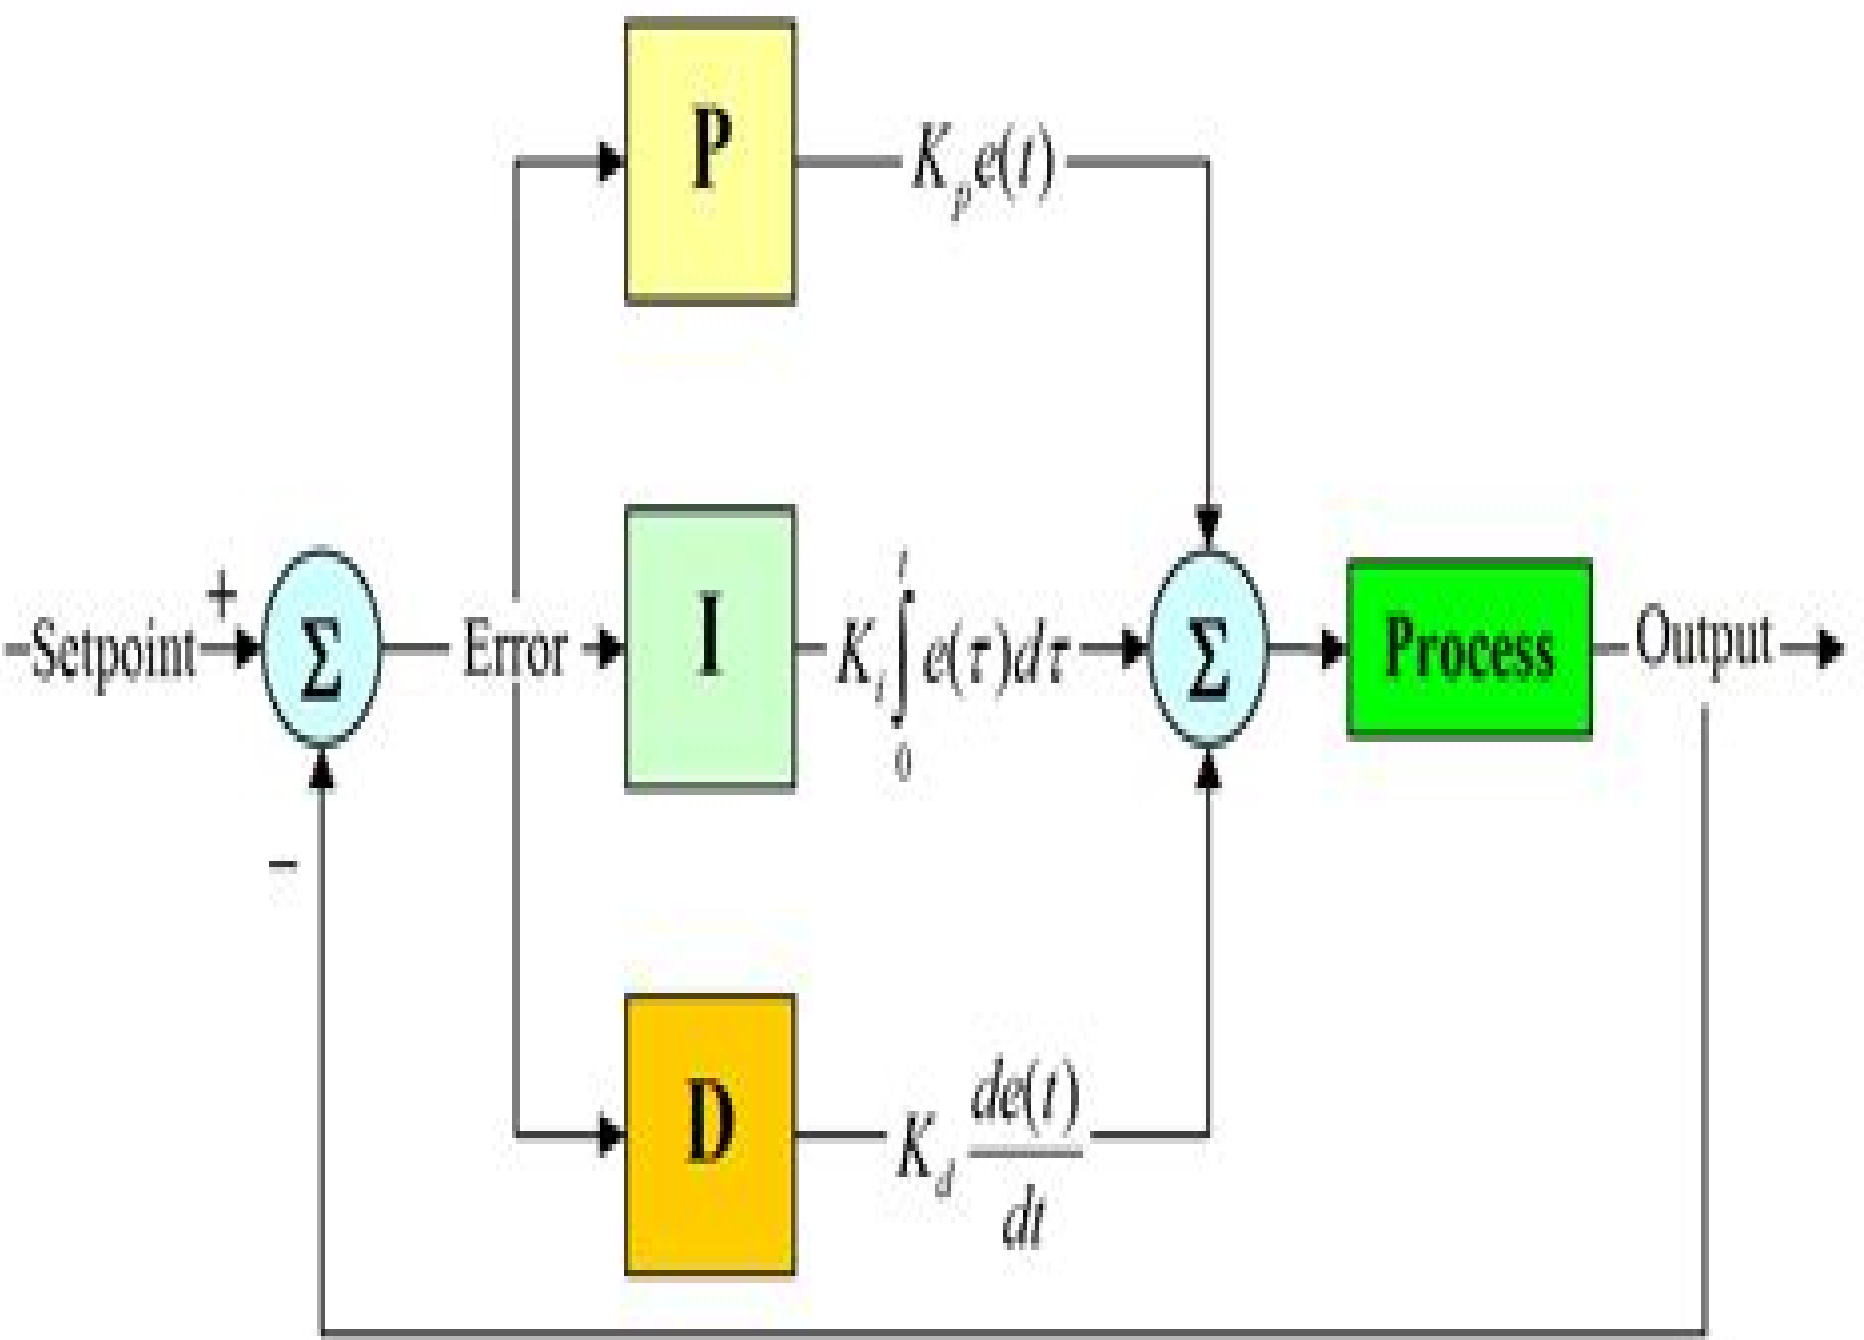 P
K_p e(t)
-Setpoint
+
Σ
Error
I
K_i ∫_0^t e(τ)dτ
Σ
Process
Output
−
D
K_d de(t)/dt